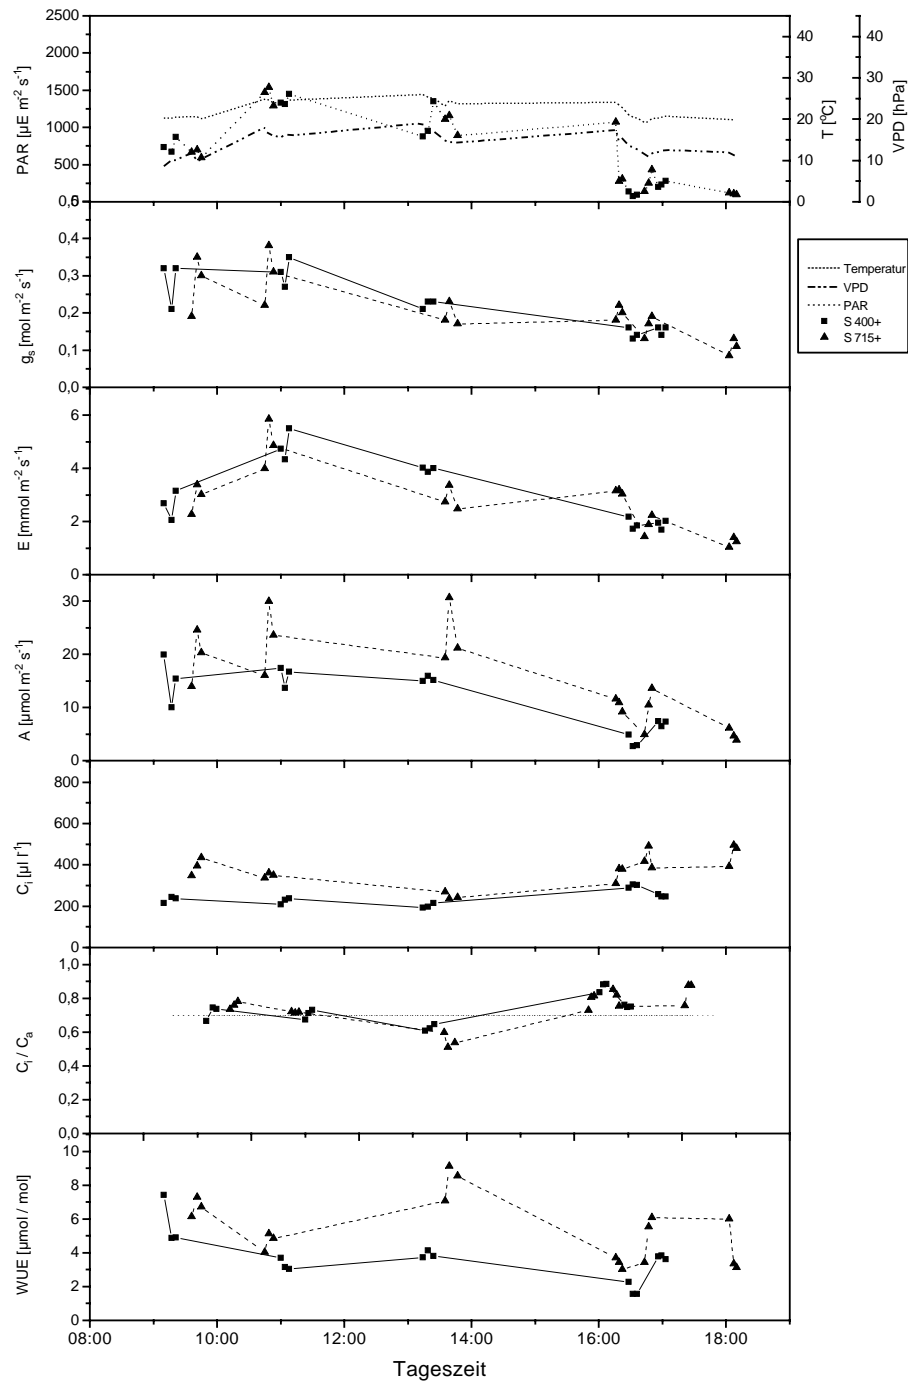 2500
2000
1500
1000
500
0
PAR [µE m⁻² s⁻¹]
40
30
20
10
0
T [°C]
40
30
20
10
0
VPD [hPa]
0,5
0,4
0,3
0,2
0,1
0,0
gₛ [mol m⁻² s⁻¹]
Temperatur
VPD
PAR
S 400+
S 715+
6
4
2
0
E [mmol m⁻² s⁻¹]
30
20
10
0
A [µmol m⁻² s⁻¹]
800
600
400
200
0
Cᵢ [µl l⁻¹]
1,0
0,8
0,6
0,4
0,2
0,0
Cᵢ / Cₐ
10
8
6
4
2
0
WUE [µmol / mol]
08:00 10:00 12:00 14:00 16:00 18:00
Tageszeit